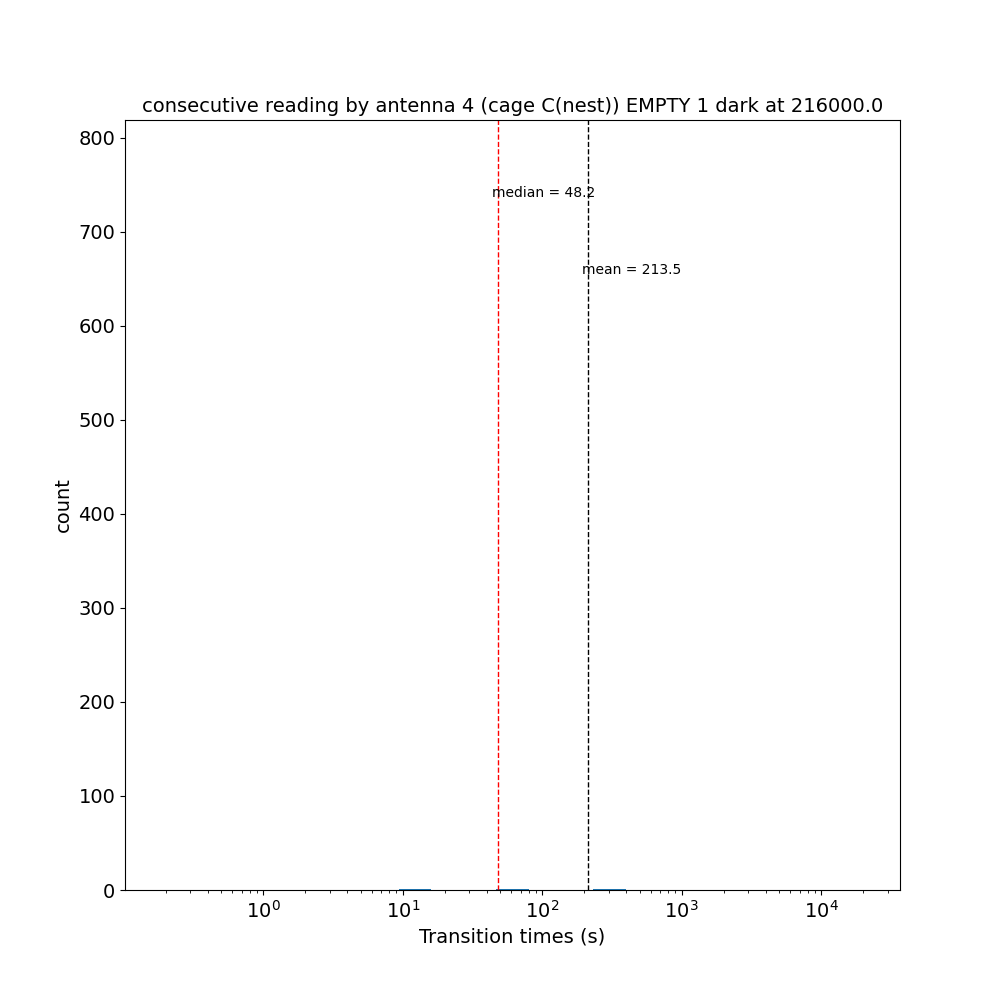 consecutive reading by antenna 4 (cage C(nest)) EMPTY 1 dark at 216000.0
800
median = 48.2
700
mean = 213.5
600
500
count
400
300
200
100
0
10^0 10^1 10^2 10^3 10^4
Transition times (s)